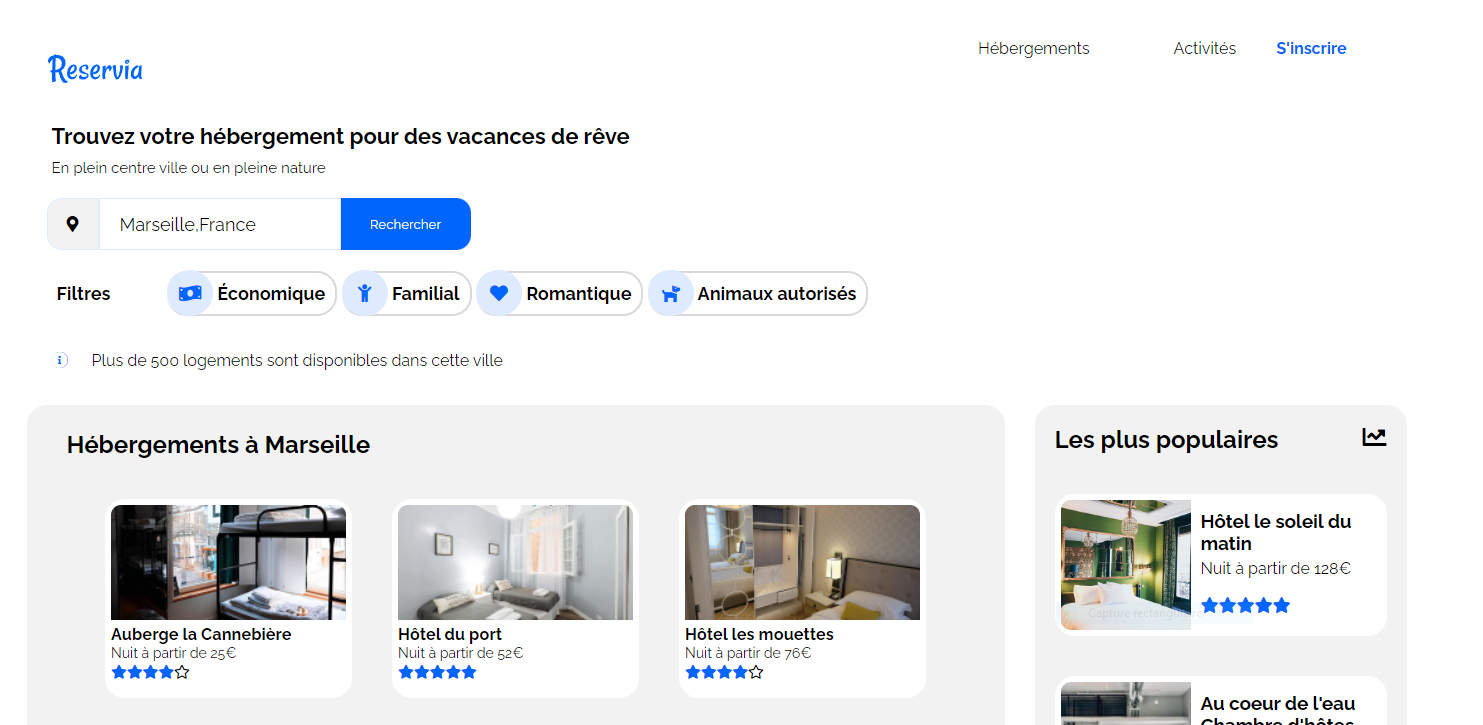 Reservia
Hébergements
Activités
S'inscrire
Trouvez votre hébergement pour des vacances de rêve
En plein centre ville ou en pleine nature
Marseille,France
Rechercher
Filtres
Économique
Familial
Romantique
Animaux autorisés
Plus de 500 logements sont disponibles dans cette ville
Hébergements à Marseille
Auberge la Cannebière
Nuit à partir de 25€
Hôtel du port
Nuit à partir de 52€
Hôtel les mouettes
Nuit à partir de 76€
Les plus populaires
Hôtel le soleil du
matin
Nuit à partir de 128€
Capture rectangulaire
Au coeur de l'eau
Chambre d'hôtes